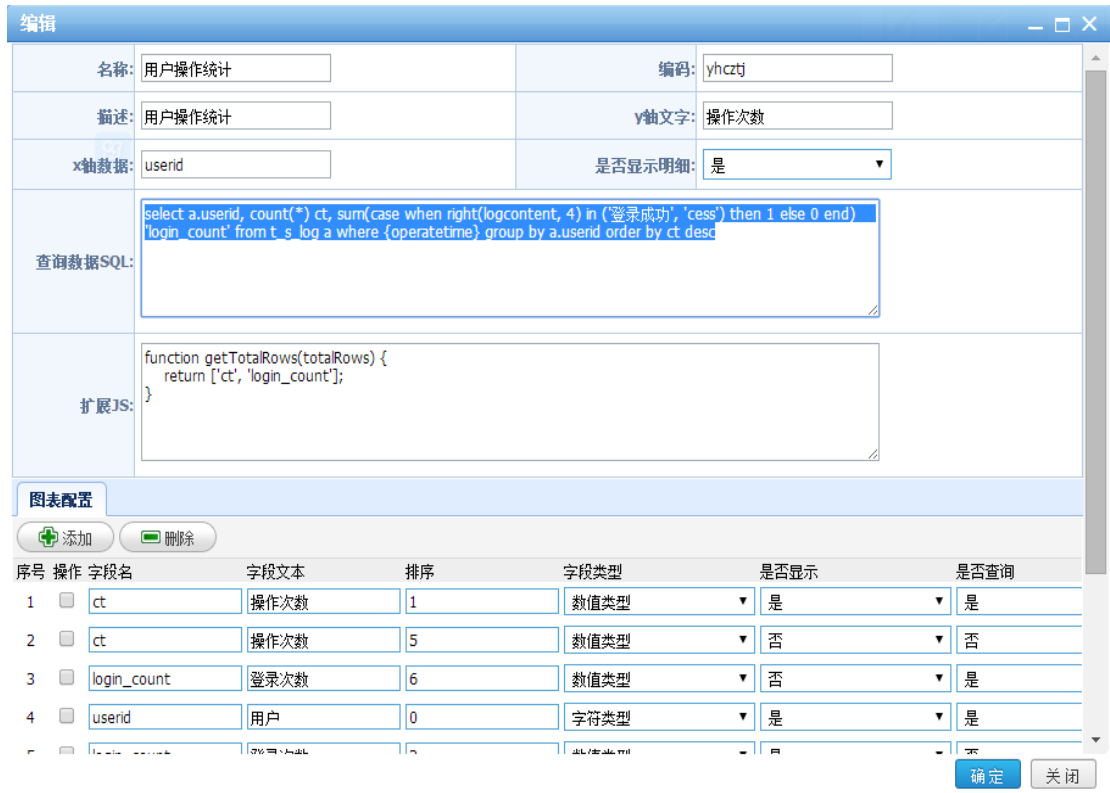 编辑
名称: 用户操作统计 编码: yhcztj
描述: 用户操作统计 y轴文字: 操作次数
x轴数据: userid 是否显示明细: 是
查询数据SQL:
select a.userid, count(*) ct, sum(case when right(logcontent, 4) in ('登录成功', 'cess') then 1 else 0 end)
'login_count' from t_s_log a where {operatetime} group by a.userid order by ct desc
扩展JS:
function getTotalRows(totalRows) {
return ['ct', 'login_count'];
}
图表配置
添加 删除
序号 操作 字段名 字段文本 排序 字段类型 是否显示 是否查询
1 ct 操作次数 1 数值类型 是 是
2 ct 操作次数 5 数值类型 否 否
3 login_count 登录次数 6 数值类型 否 是
4 userid 用户 0 字符类型 是 是
确定 关闭